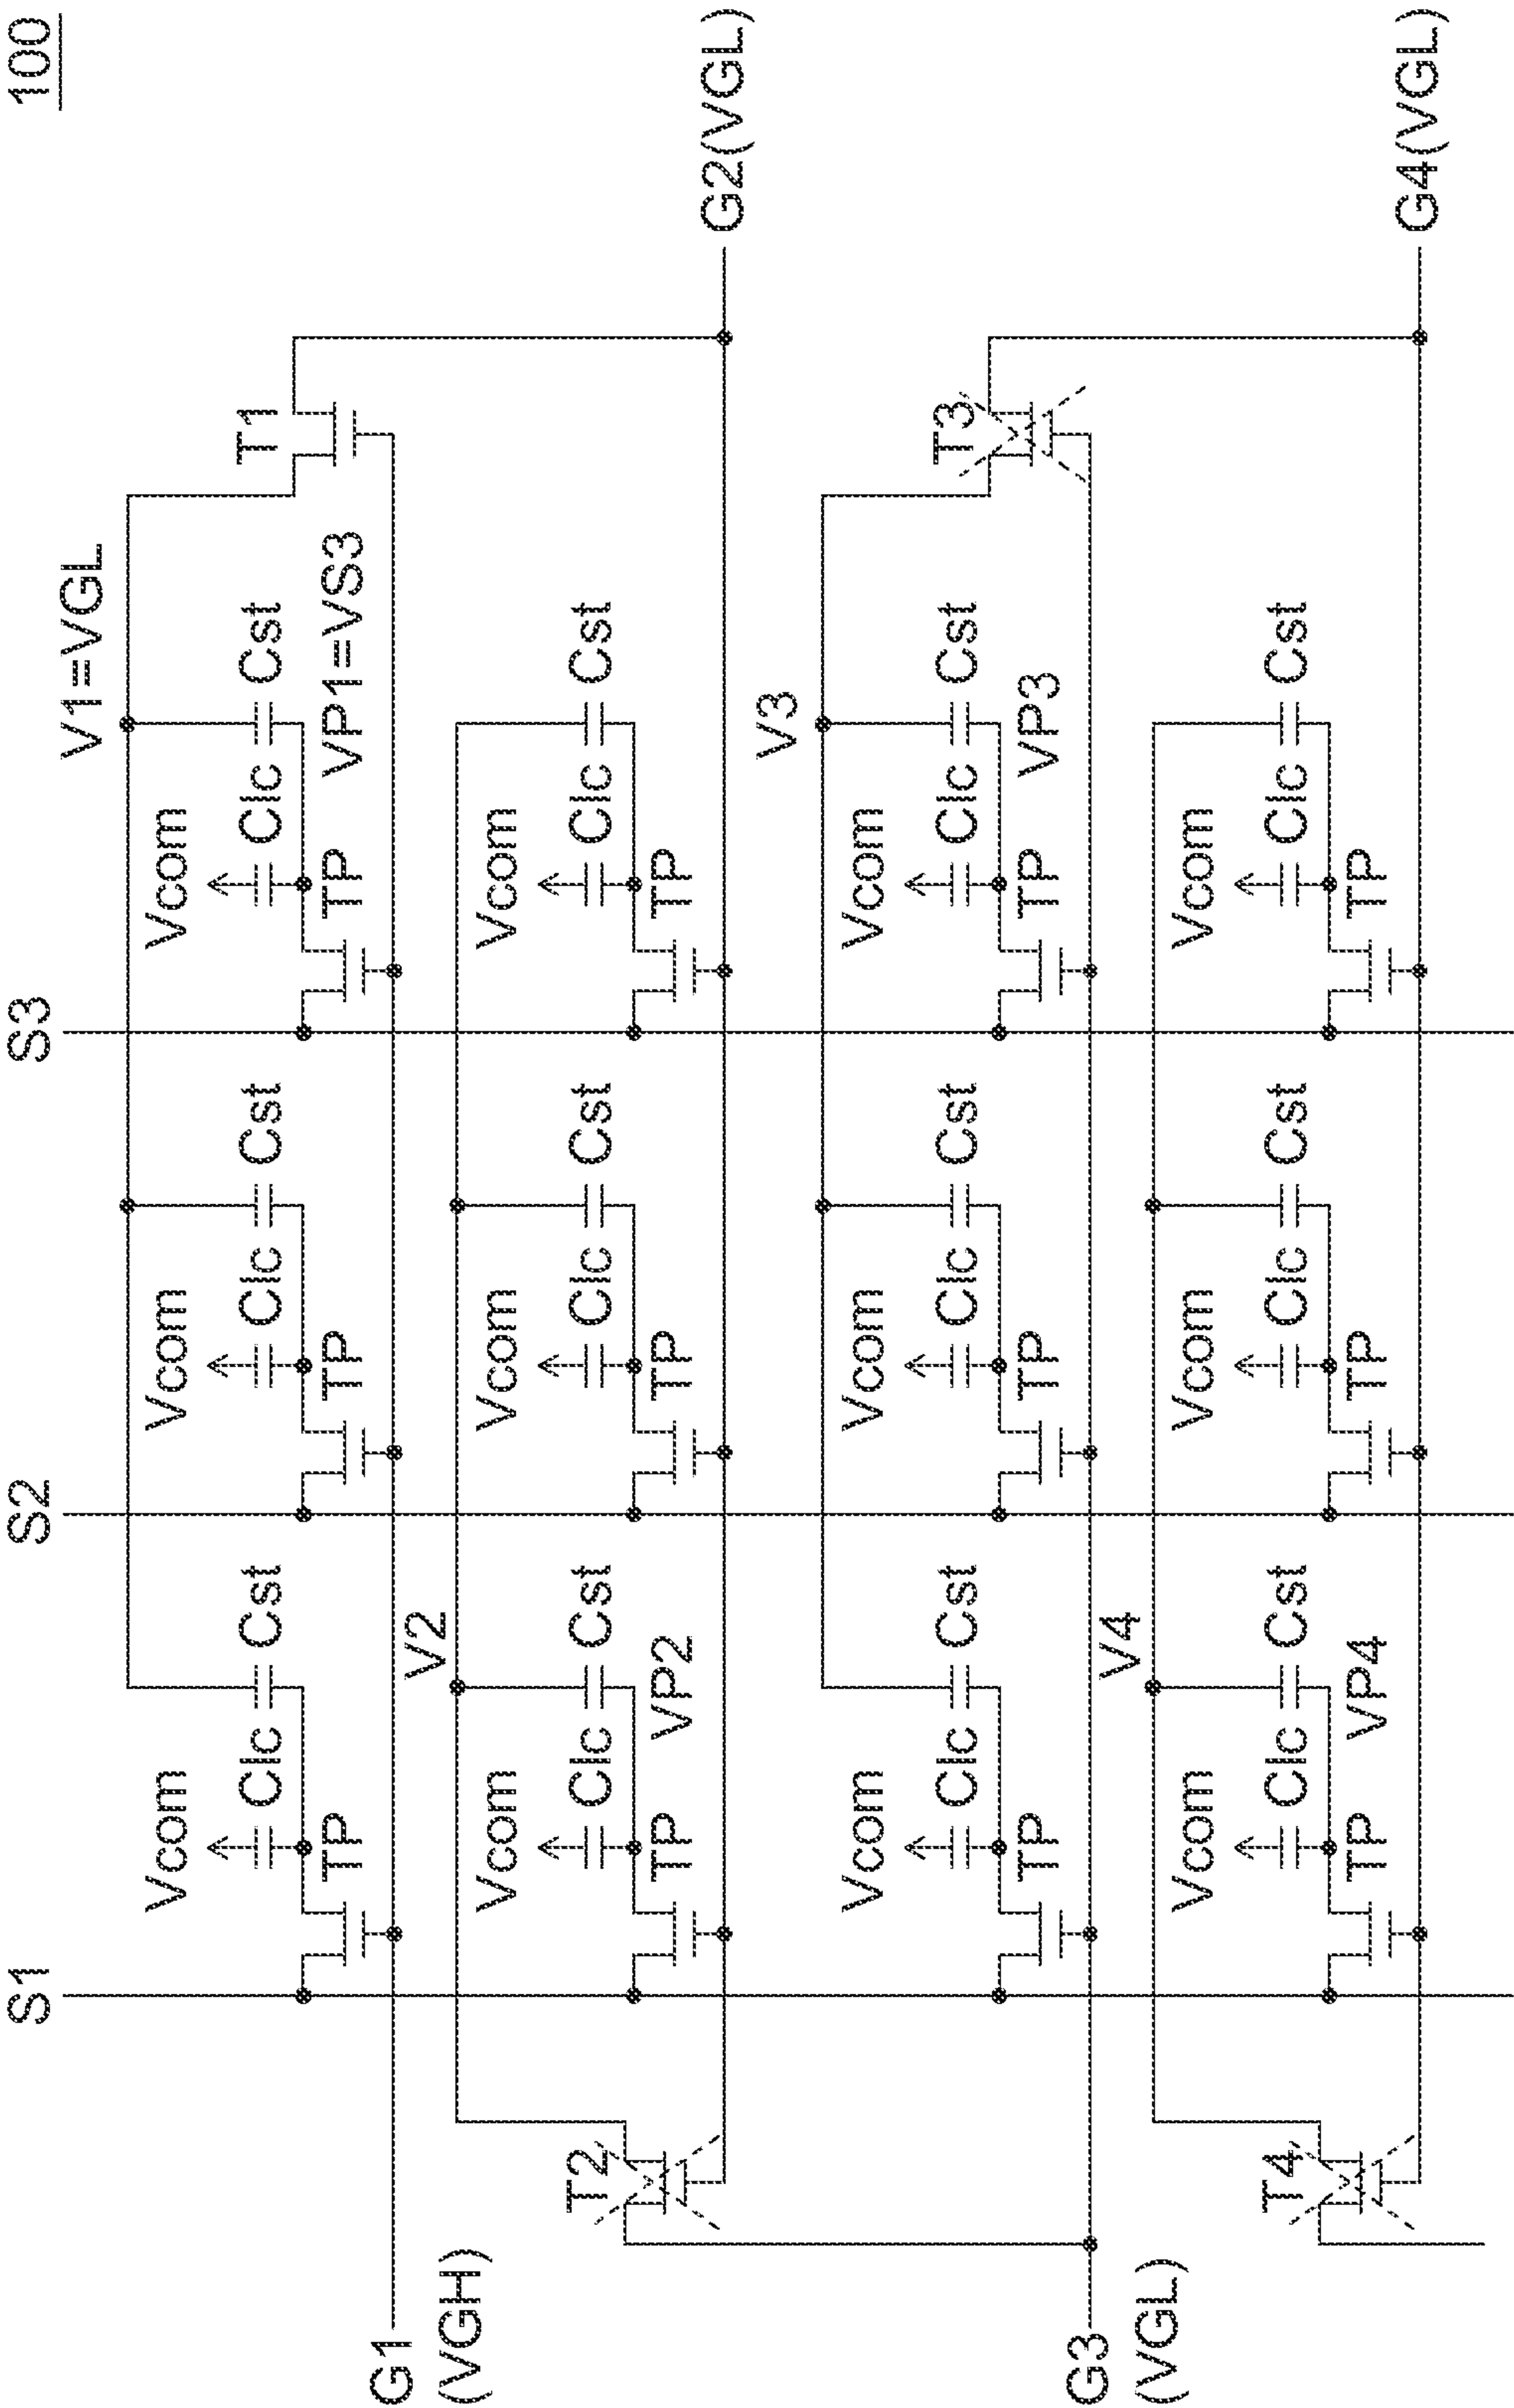 100
S1
S2
S3
V1=VGL
Vcom
Clc
Cst
TP
Vcom
Clc
Cst
TP
Vcom
Clc
Cst
TP
VP1=VS3
T1
G1
(VGH)
V2
Vcom
Clc
Cst
TP
VP2
Vcom
Clc
Cst
TP
Vcom
Clc
Cst
TP
T2
G2(VGL)
V3
Vcom
Clc
Cst
TP
Vcom
Clc
Cst
TP
Vcom
Clc
Cst
TP
VP3
T3
G3
(VGL)
V4
Vcom
Clc
Cst
TP
VP4
Vcom
Clc
Cst
TP
Vcom
Clc
Cst
TP
T4
G4(VGL)